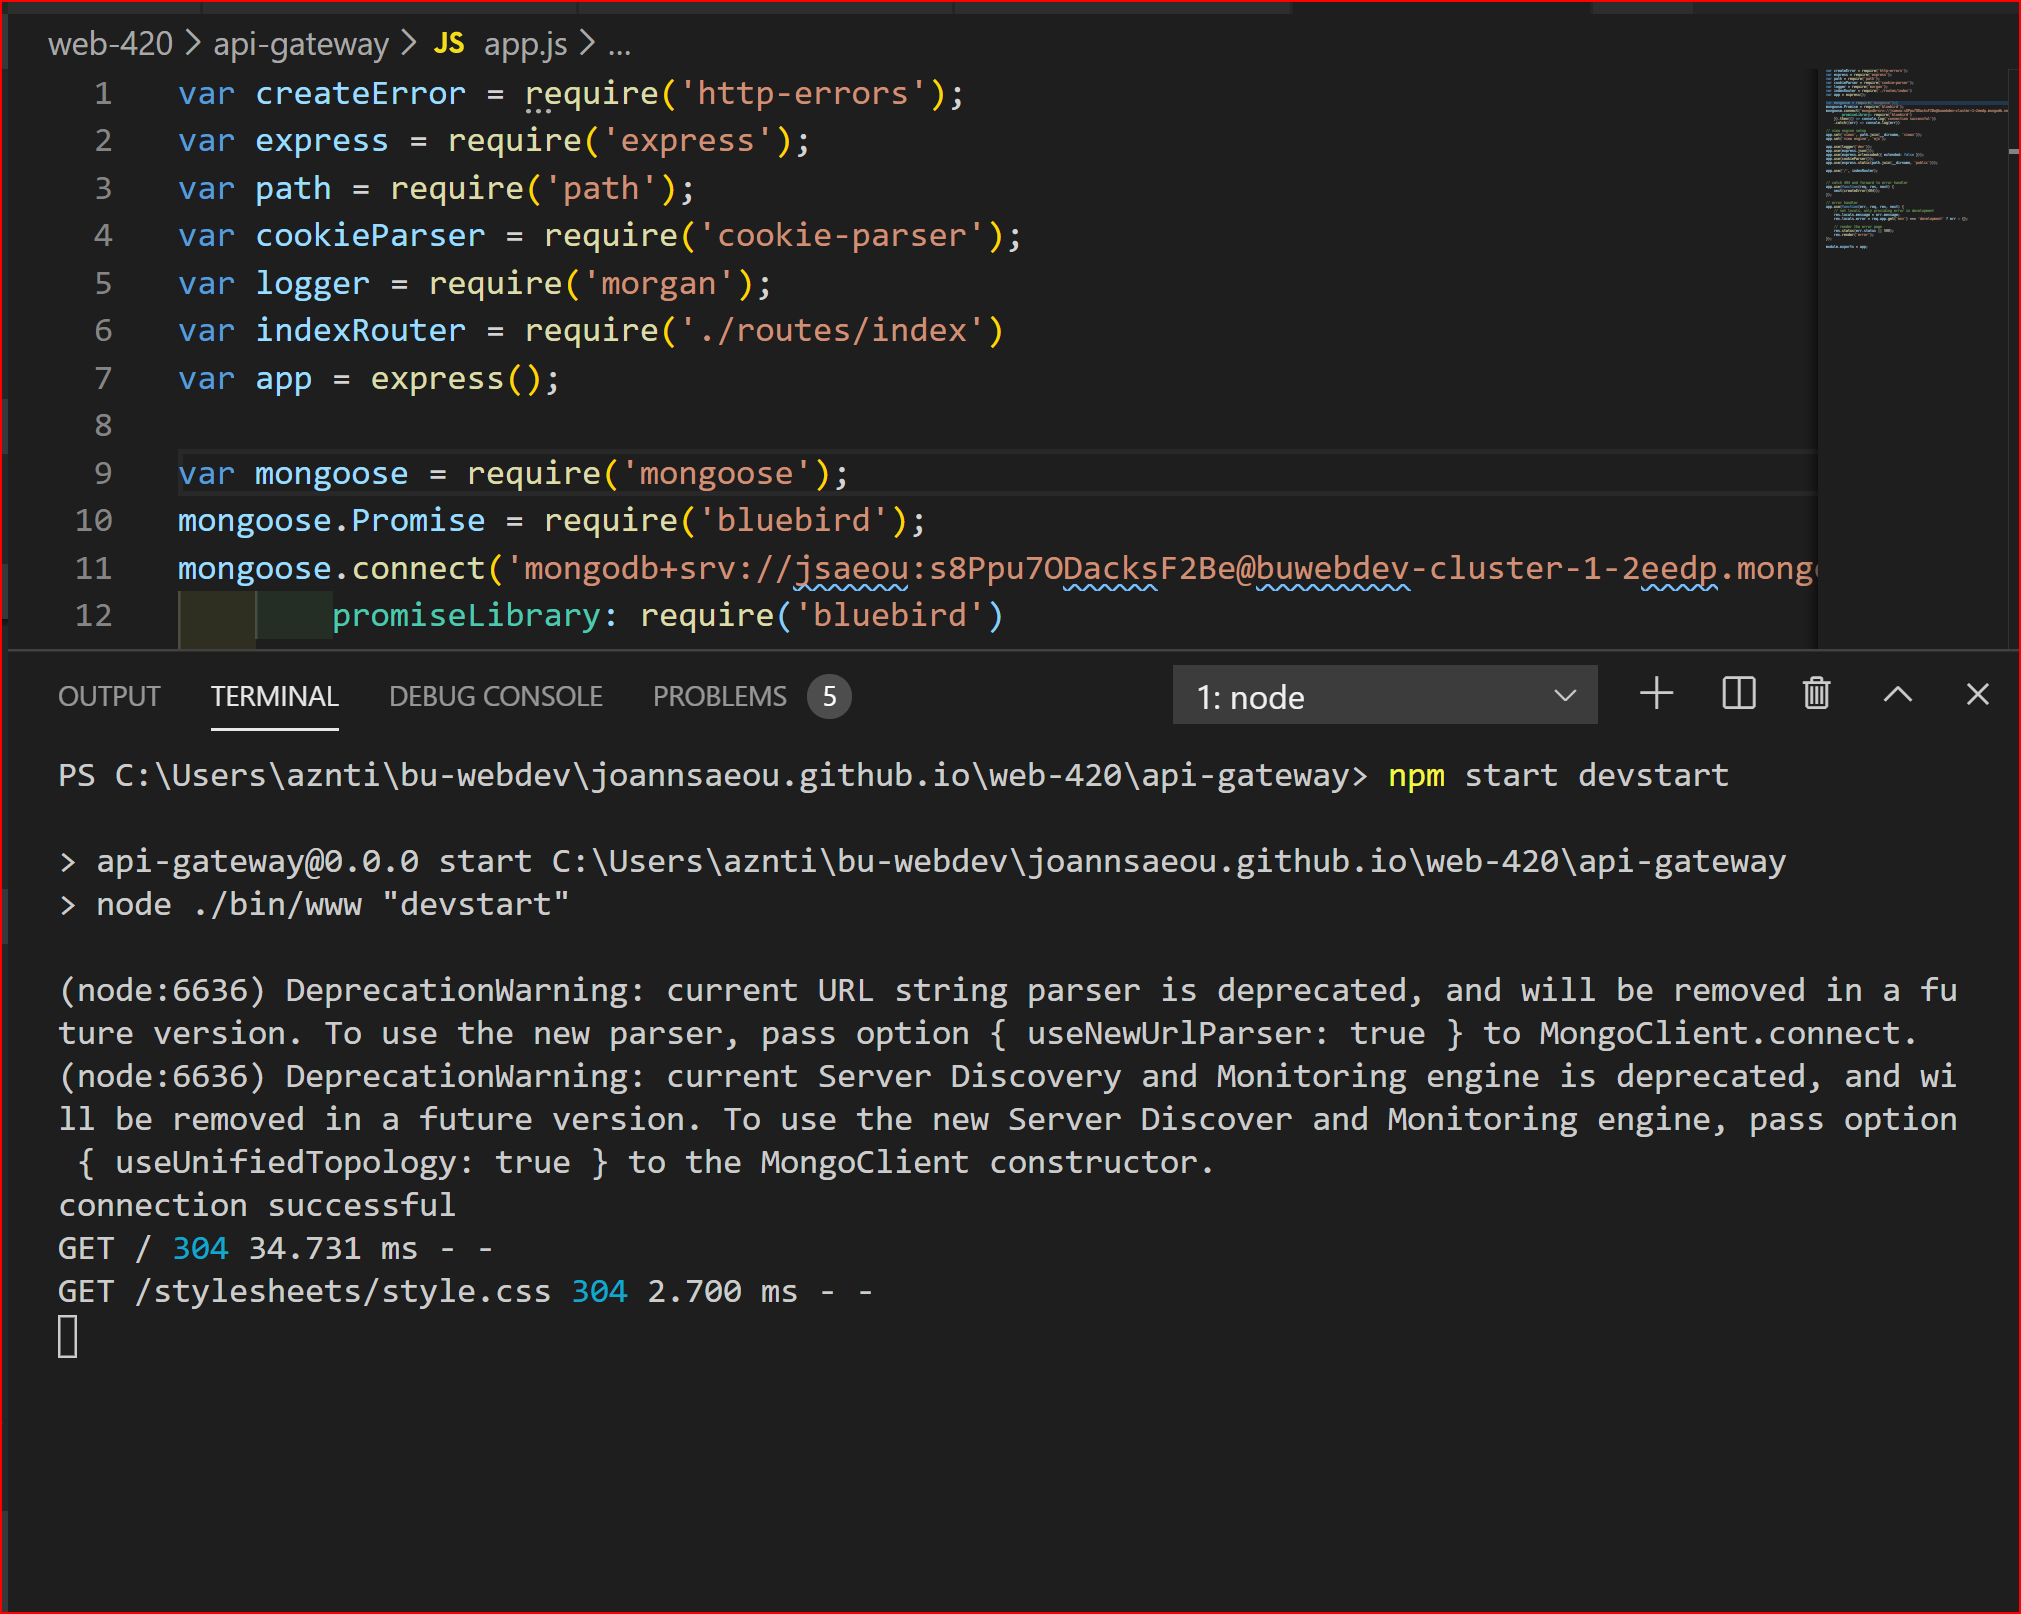 web-420 > api-gateway > JS app.js > ...
1 var createError = require('http-errors');
2 var express = require('express');
3 var path = require('path');
4 var cookieParser = require('cookie-parser');
5 var logger = require('morgan');
6 var indexRouter = require('./routes/index')
7 var app = express();
8
9 var mongoose = require('mongoose');
10 mongoose.Promise = require('bluebird');
11 mongoose.connect('mongodb+srv://jsaeou:s8Ppu7ODacksF2Be@buwebdev-cluster-1-2eedp.mong
12 promiseLibrary: require('bluebird')
OUTPUT TERMINAL DEBUG CONSOLE PROBLEMS 5 1: node
PS C:\Users\aznti\bu-webdev\joannsaeou.github.io\web-420\api-gateway> npm start devstart
> api-gateway@0.0.0 start C:\Users\aznti\bu-webdev\joannsaeou.github.io\web-420\api-gateway
> node ./bin/www "devstart"
(node:6636) DeprecationWarning: current URL string parser is deprecated, and will be removed in a fu
ture version. To use the new parser, pass option { useNewUrlParser: true } to MongoClient.connect.
(node:6636) DeprecationWarning: current Server Discovery and Monitoring engine is deprecated, and wi
ll be removed in a future version. To use the new Server Discover and Monitoring engine, pass option
{ useUnifiedTopology: true } to the MongoClient constructor.
connection successful
GET / 304 34.731 ms - -
GET /stylesheets/style.css 304 2.700 ms - -